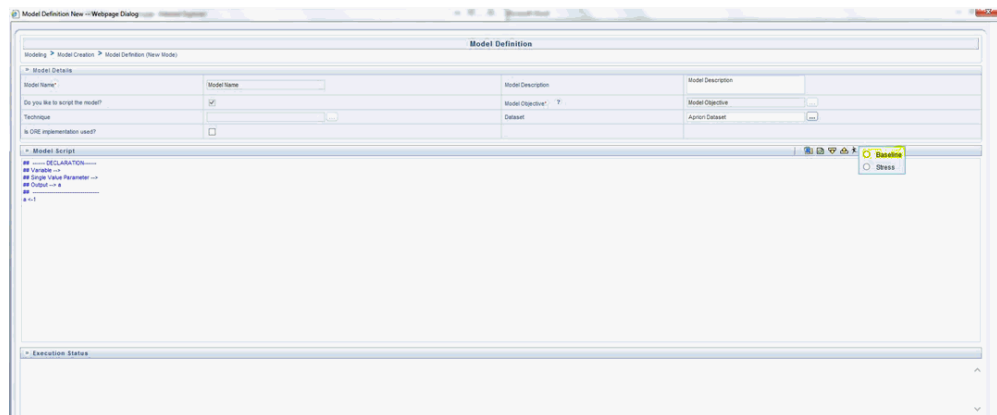 Model Definition New -- Webpage Dialog
Model Definition
Modeling > Model Creation > Model Definition (New Mode)
Model Details
Model Name* Model Name Model Description Model Description
Do you like to script the model? Model Objective* ? Model Objective ...
Technique ... Dataset Apriori Dataset ...
Is ORE implementation used?
Model Script
Baseline
Stress
## ------ DECLARATION------
## Variable -->
## Single Value Parameter -->
## Output --> a
## ------------------------------
a <-1
Execution Status